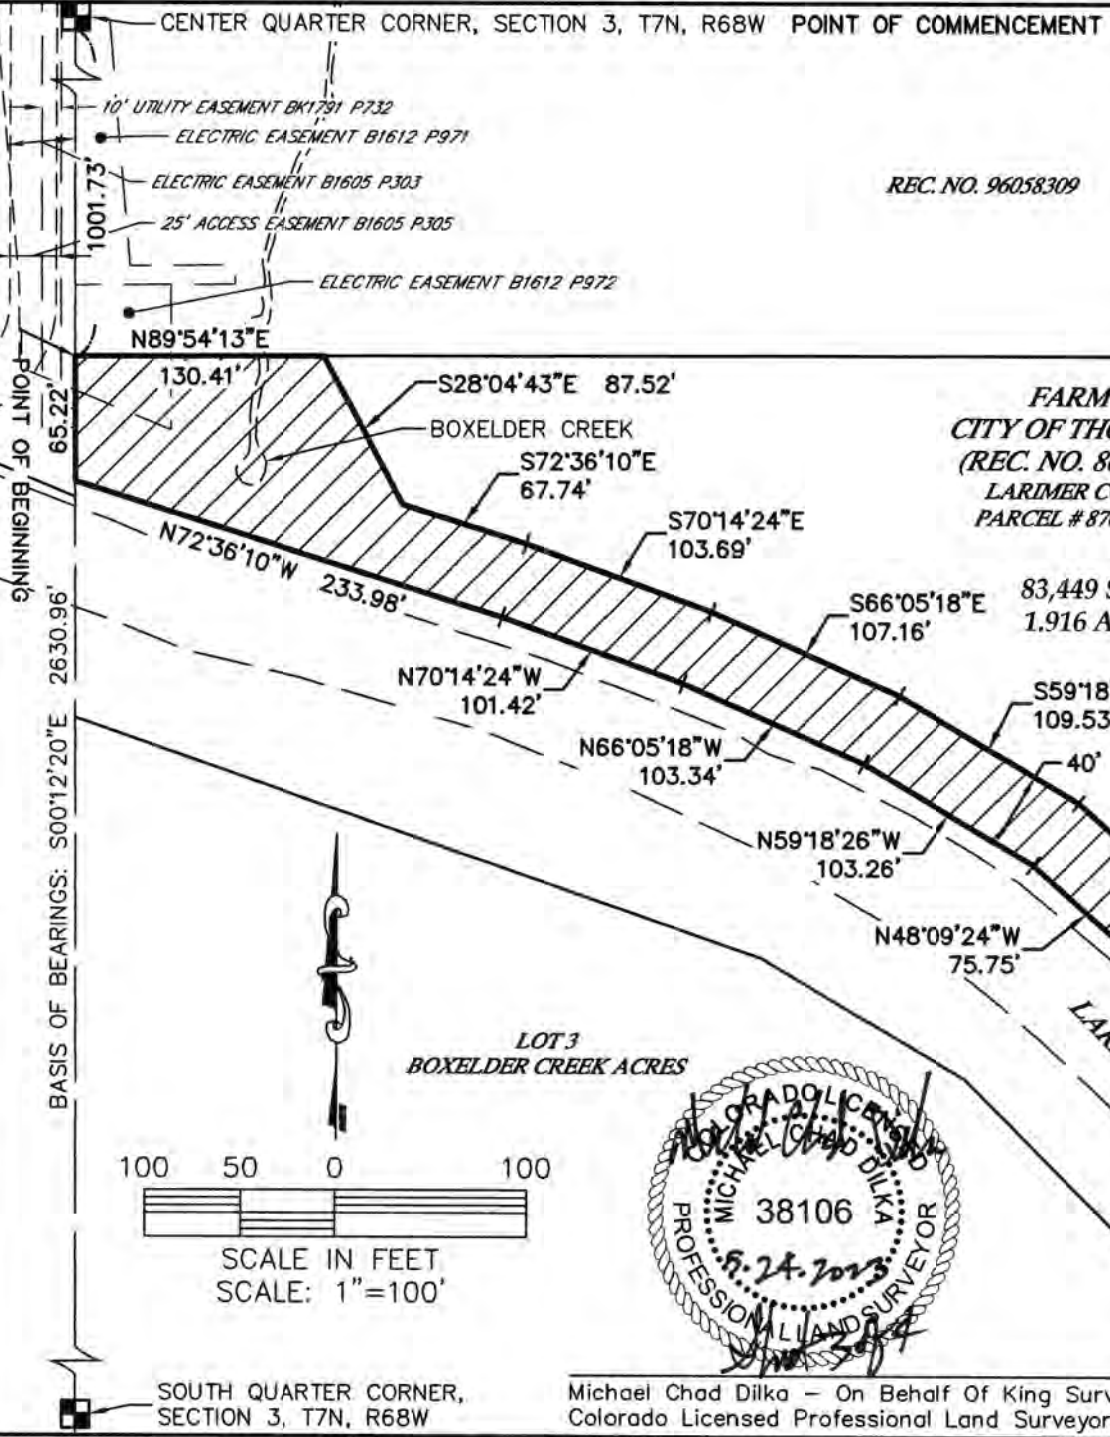 CENTER QUARTER CORNER, SECTION 3, T7N, R68W POINT OF COMMENCEMENT
10' UTILITY EASEMENT BK1791 P732
ELECTRIC EASEMENT B1612 P971
ELECTRIC EASEMENT B1605 P303
25' ACCESS EASEMENT B1605 P305
ELECTRIC EASEMENT B1612 P972
1001.73'
REC. NO. 96058309
N89°54'13"E
130.41'
65.22'
POINT OF BEGINNING
S28°04'43"E 87.52'
BOXELDER CREEK
S72°36'10"E
67.74'
S70°14'24"E
103.69'
S66°05'18"E
107.16'
S59°18
109.53
40'
FARM
CITY OF THO
(REC. NO. 8
LARIMER C
PARCEL # 87
83,449 S
1.916 A
N72°36'10"W 233.98'
N70°14'24"W
101.42'
N66°05'18"W
103.34'
N59°18'26"W
103.26'
N48°09'24"W
75.75'
LAR
BASIS OF BEARINGS: S00°12'20"E 2630.96'
LOT 3
BOXELDER CREEK ACRES
100 50 0 100
SCALE IN FEET
SCALE: 1"=100'
COLORADO LICENSED
MICHAEL CHAD DILKA
38106
5.24.2023
PROFESSIONAL LAND SURVEYOR
SOUTH QUARTER CORNER,
SECTION 3, T7N, R68W
Michael Chad Dilka – On Behalf Of King Surv
Colorado Licensed Professional Land Surveyor